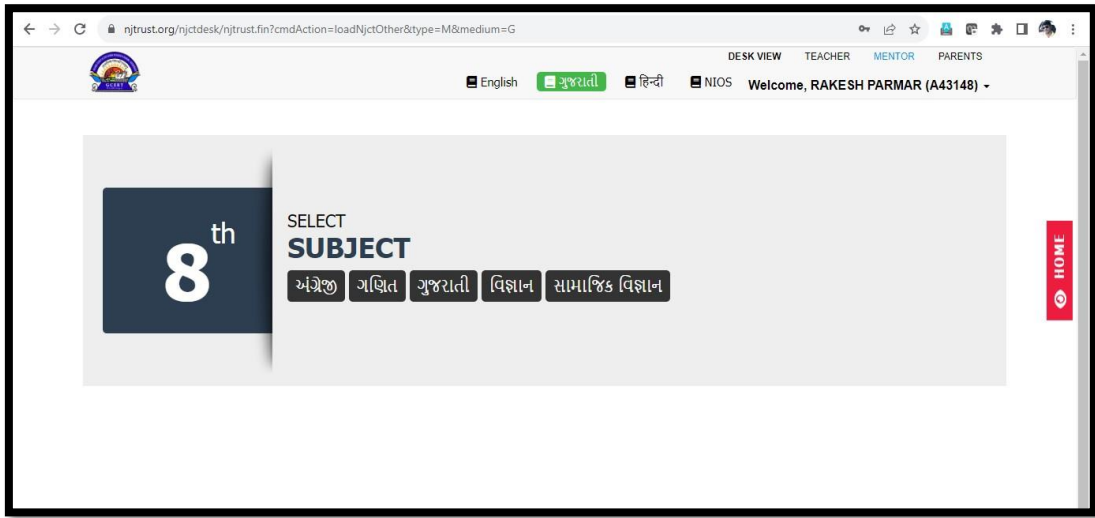 njtrust.org/njctdesk/njtrust.fin?cmdAction=loadNjctOther&type=M&medium=G
DESK VIEW TEACHER MENTOR PARENTS
English ગુજરાતી हिन्दी NIOS Welcome, RAKESH PARMAR (A43148)
GCERT
8th
SELECT
SUBJECT
અંગ્રેજી ગણિત ગુજરાતી વિજ્ઞાન સામાજિક વિજ્ઞાન
HOME